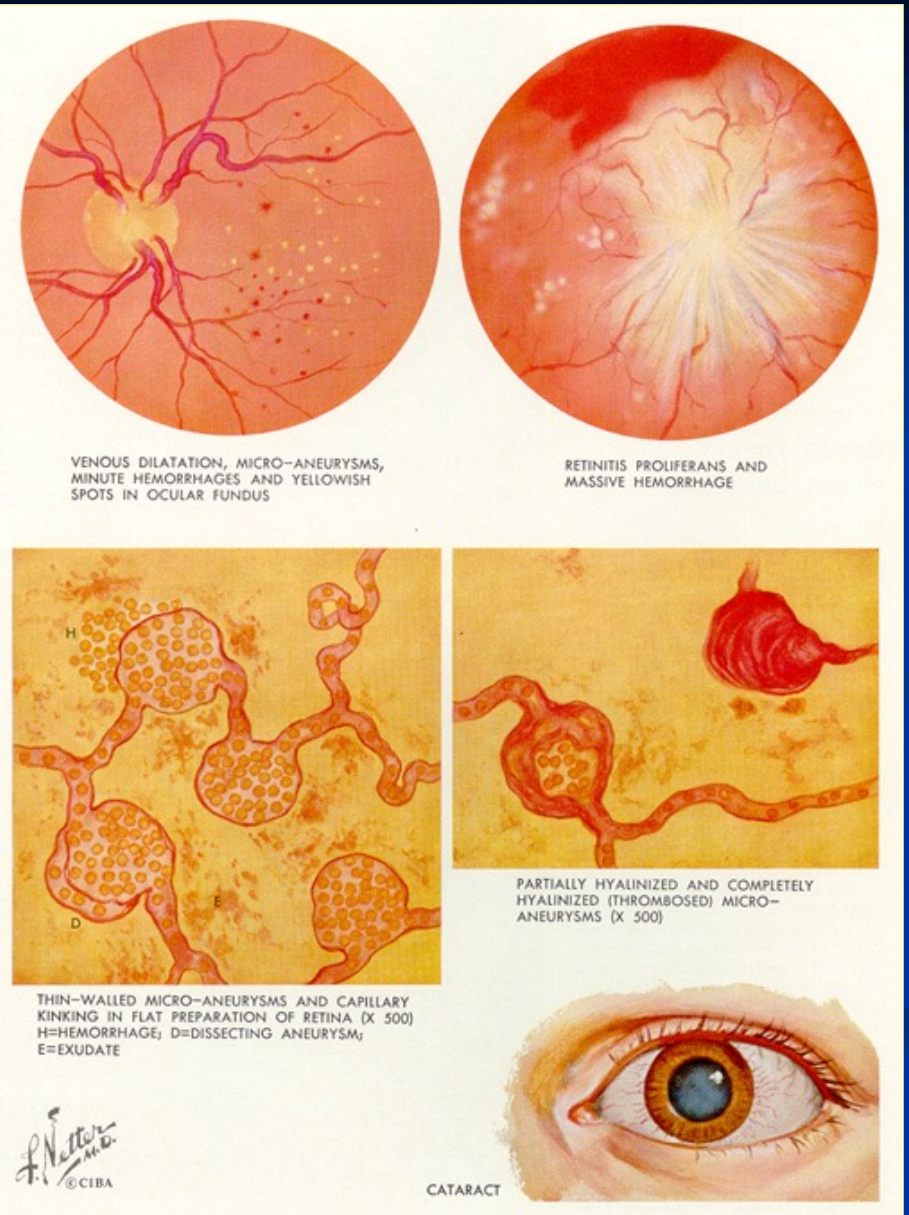 VENOUS DILATATION, MICRO-ANEURYSMS,
MINUTE HEMORRHAGES AND YELLOWISH
SPOTS IN OCULAR FUNDUS
RETINITIS PROLIFERANS AND
MASSIVE HEMORRHAGE
H
D
E
THIN-WALLED MICRO-ANEURYSMS AND CAPILLARY
KINKING IN FLAT PREPARATION OF RETINA (X 500)
H=HEMORRHAGE; D=DISSECTING ANEURYSM;
E=EXUDATE
PARTIALLY HYALINIZED AND COMPLETELY
HYALINIZED (THROMBOSED) MICRO-
ANEURYSMS (X 500)
F. Netter
M.D.
©CIBA
CATARACT